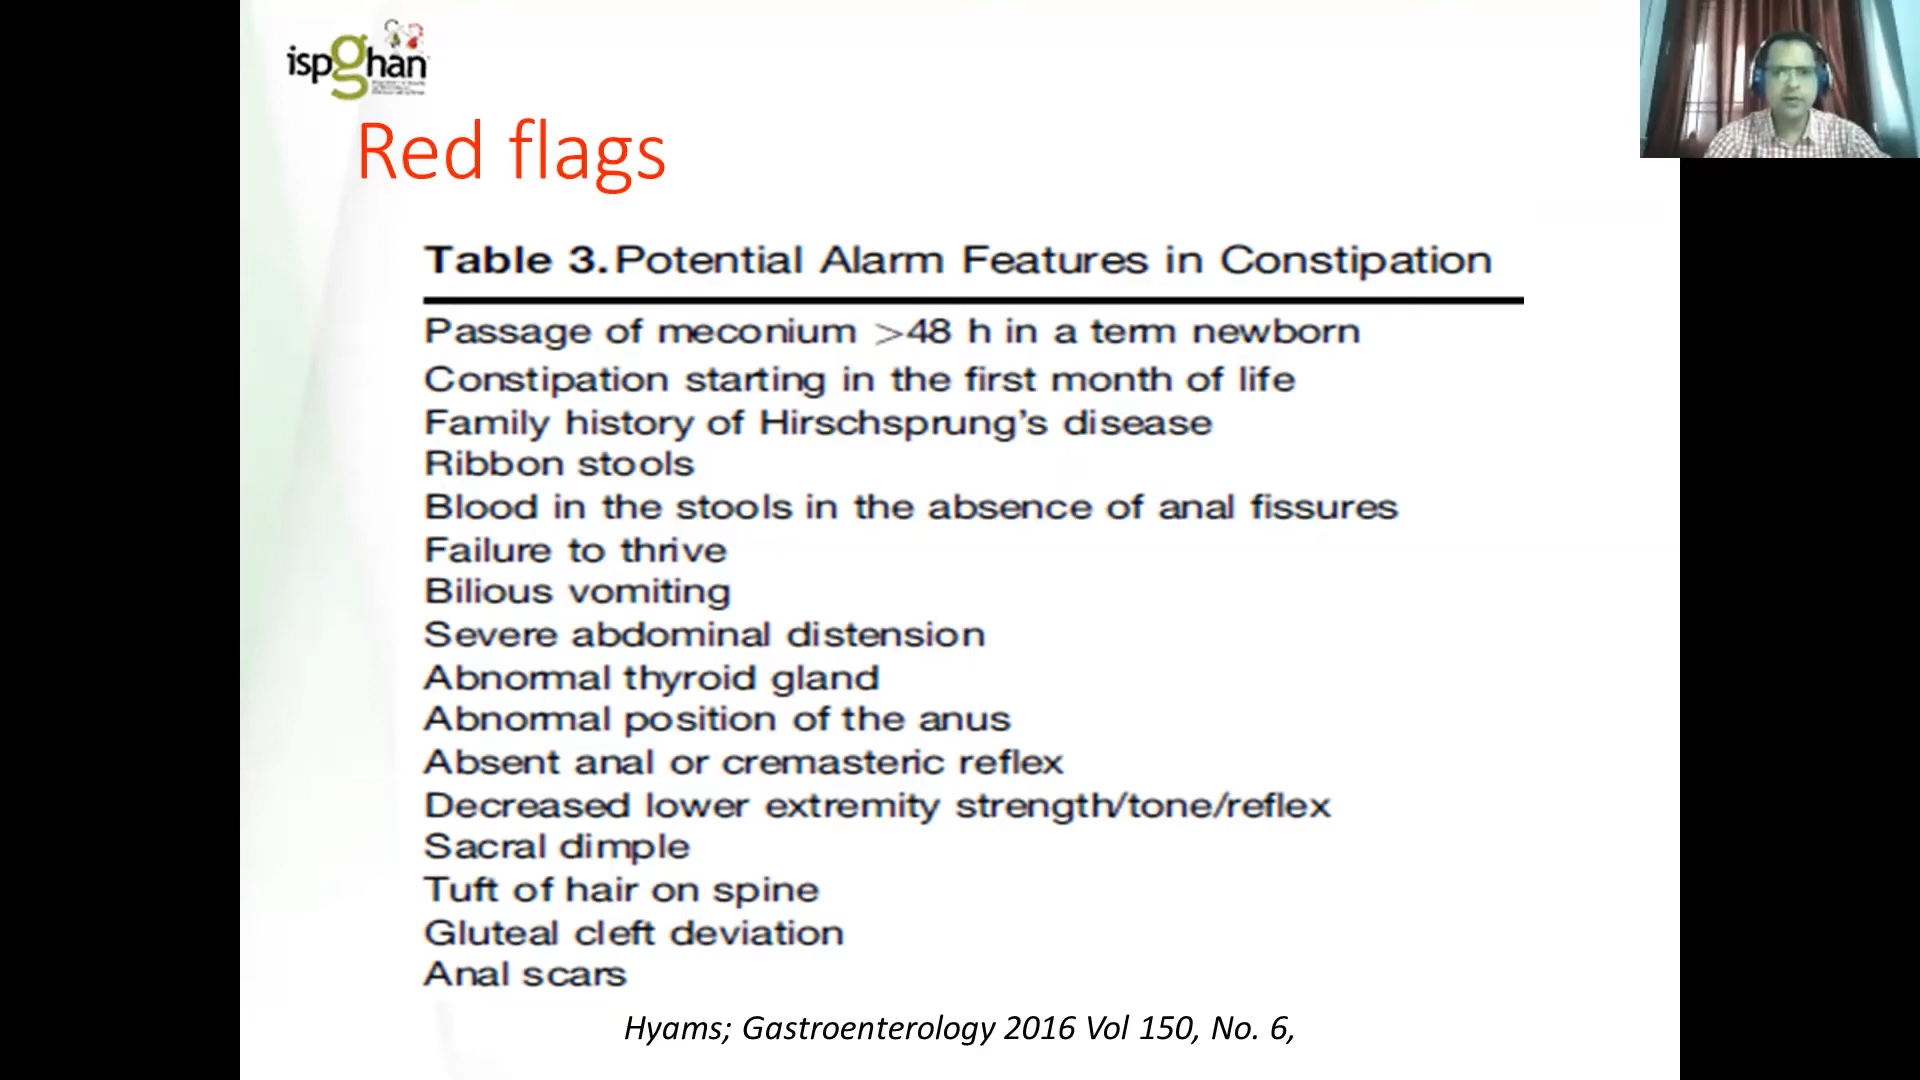 ispghan
Red flags
Table 3. Potential Alarm Features in Constipation
Passage of meconium >48 h in a term newborn
Constipation starting in the first month of life
Family history of Hirschsprung's disease
Ribbon stools
Blood in the stools in the absence of anal fissures
Failure to thrive
Bilious vomiting
Severe abdominal distension
Abnormal thyroid gland
Abnormal position of the anus
Absent anal or cremasteric reflex
Decreased lower extremity strength/tone/reflex
Sacral dimple
Tuft of hair on spine
Gluteal cleft deviation
Anal scars
Hyams; Gastroenterology 2016 Vol 150, No. 6,